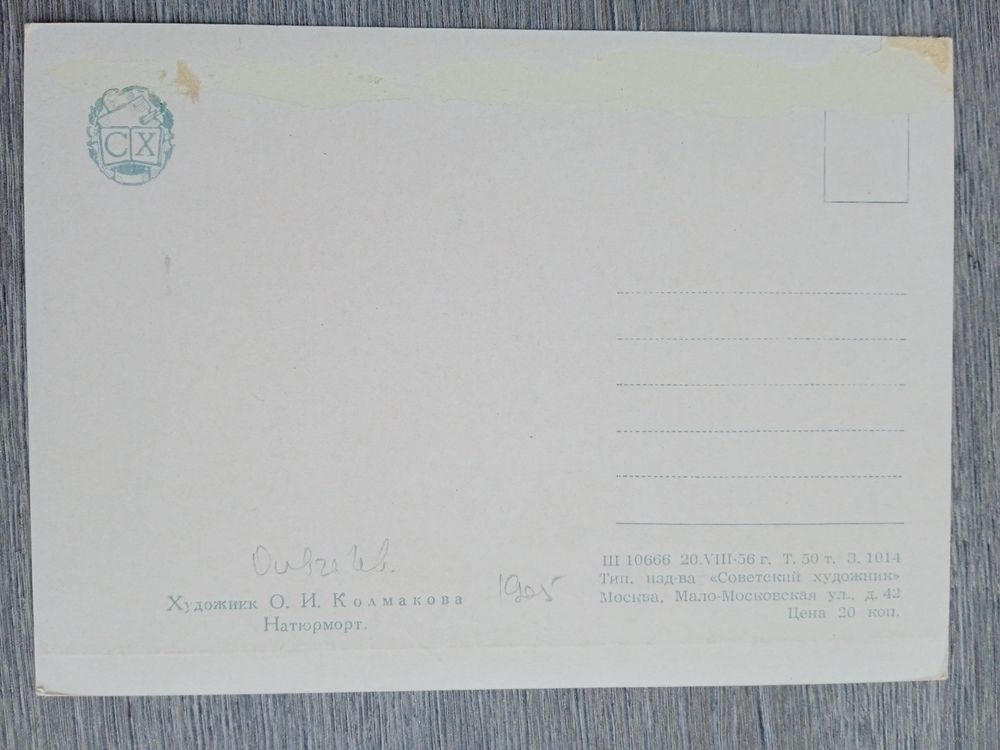 СХ
Художник О. И. Колмакова
Натюрморт.
1905
Ш 10666 20.VIII-56 г. Т. 50 т. З. 1014
Тип. изд-ва «Советский художник»
Москва, Мало-Московская ул., д. 42
Цена 20 коп.